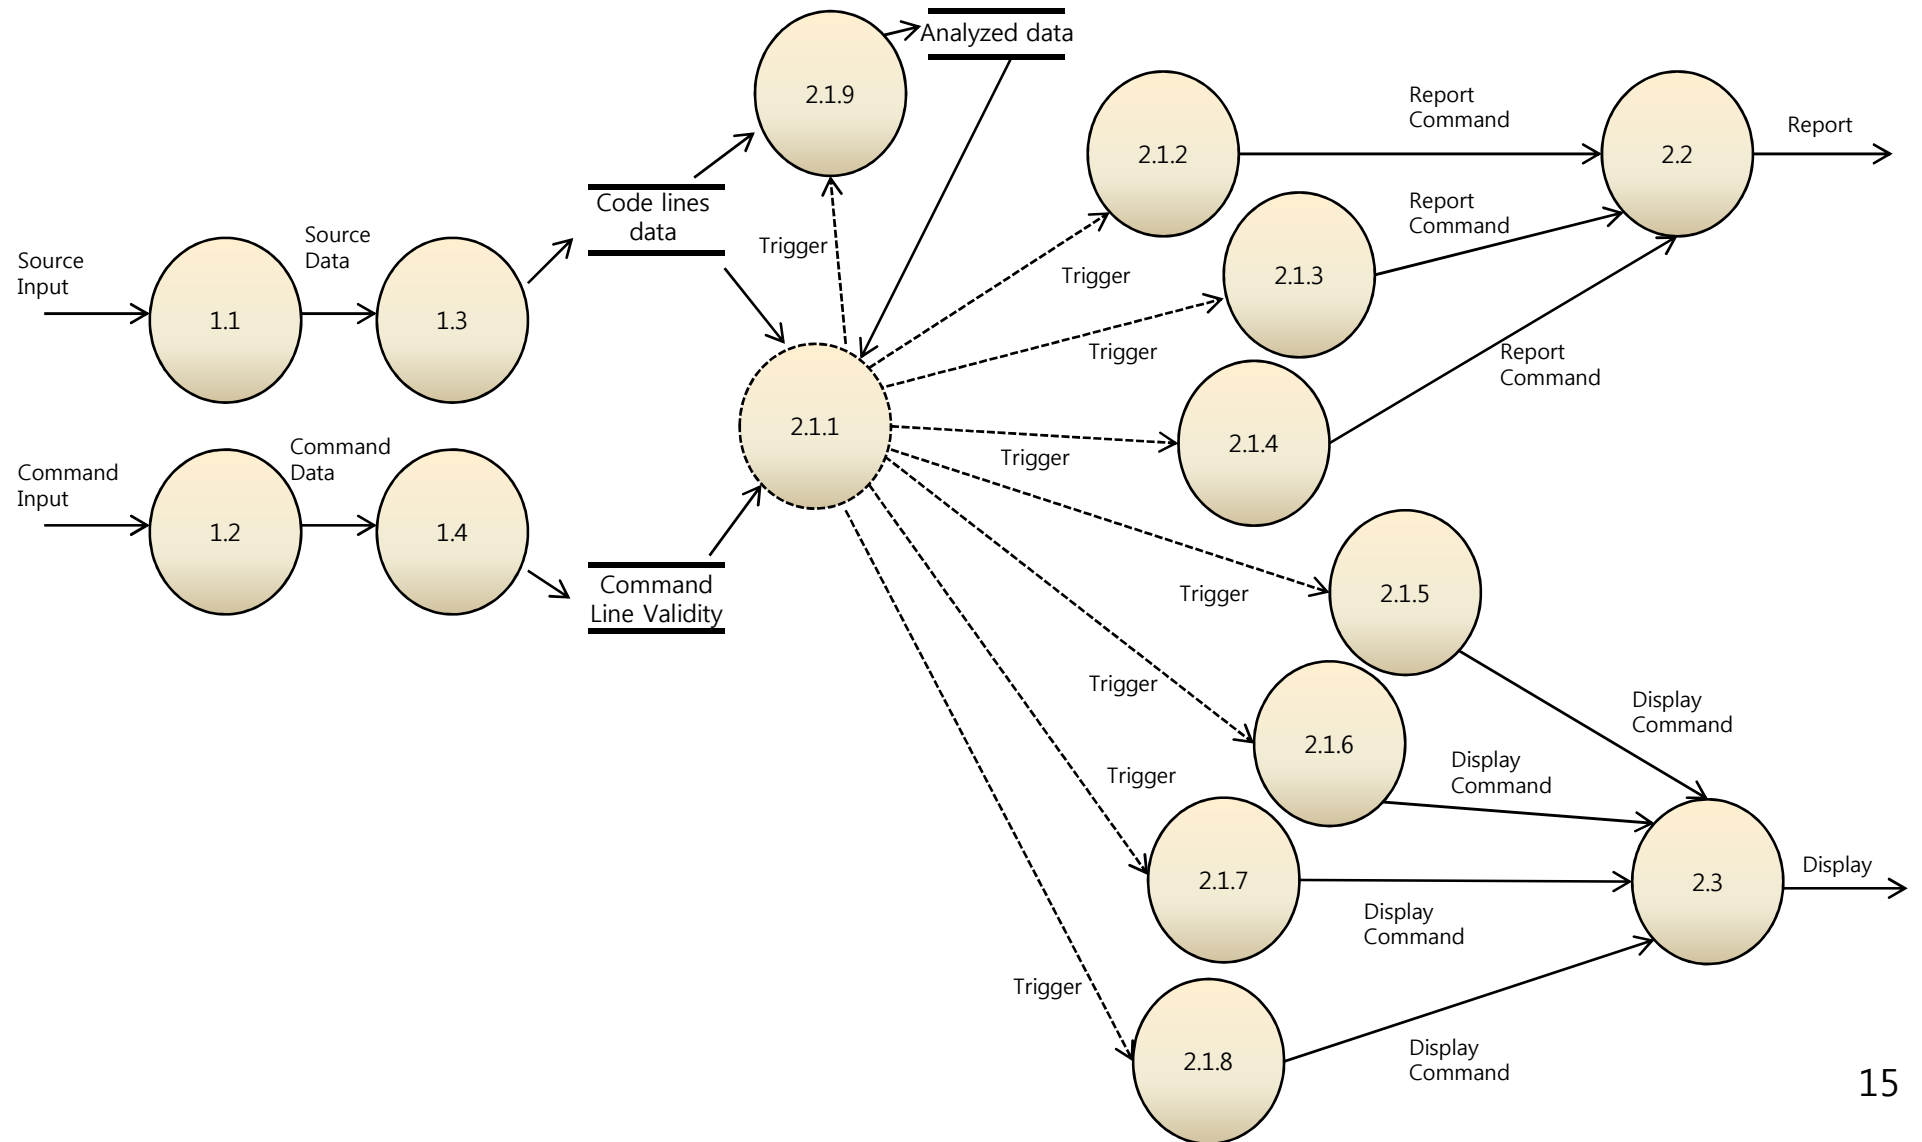 2.1.9
Analyzed data
Code lines
data
Trigger
Source
Input
1.1
Source
Data
1.3
Command
Input
1.2
Command
Data
1.4
Command
Line Validity
2.1.1
Trigger
2.1.2
Report
Command
2.2
Report
Trigger
2.1.3
Report
Command
Trigger
2.1.4
Report
Command
Trigger
2.1.5
Display
Command
Trigger
2.1.6
Display
Command
Trigger
2.1.7
Display
Command
2.3
Display
Trigger
2.1.8
Display
Command
15